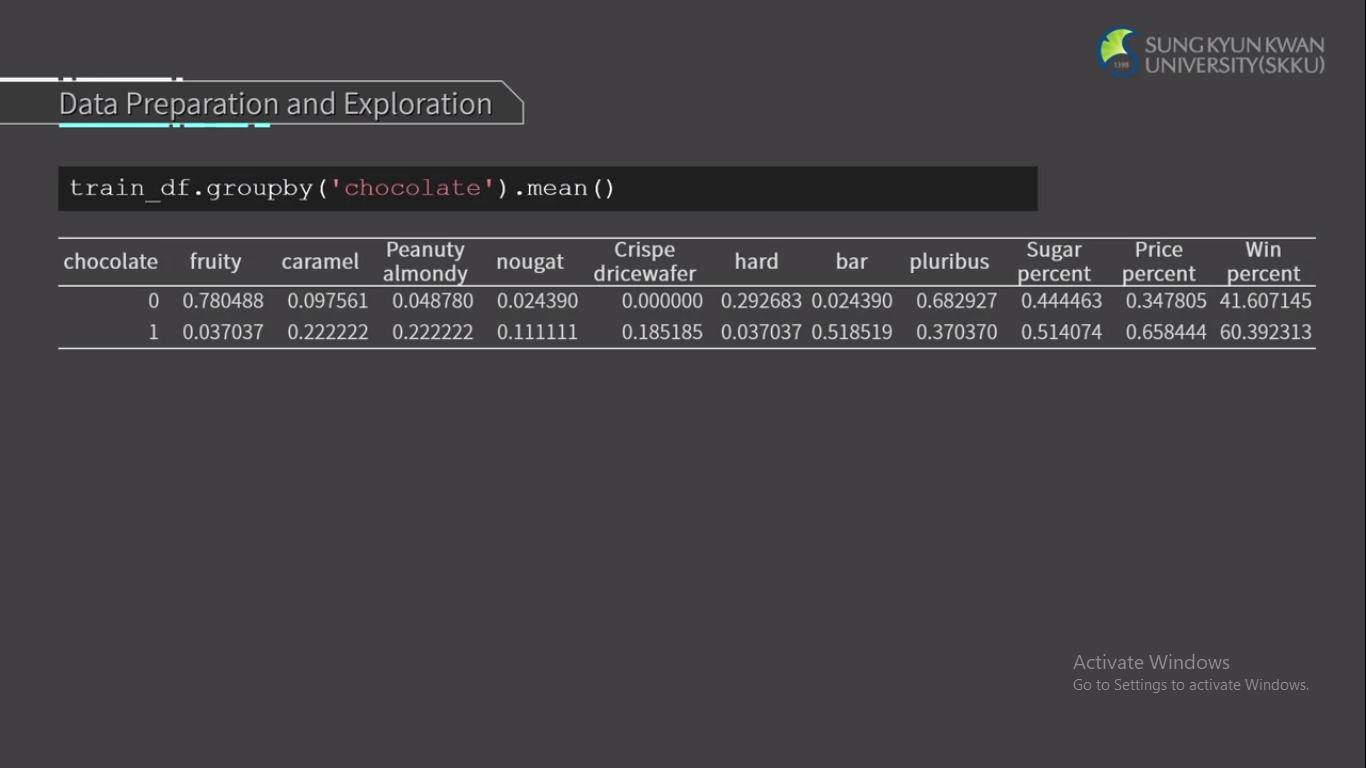 SUNG KYUN KWAN
UNIVERSITY(SKKU)
1398
Data Preparation and Exploration
train_df.groupby('chocolate').mean()
chocolate fruity caramel Peanuty almondy nougat Crispe dricewafer hard bar pluribus Sugar percent Price percent Win percent
0 0.780488 0.097561 0.048780 0.024390 0.000000 0.292683 0.024390 0.682927 0.444463 0.347805 41.607145
1 0.037037 0.222222 0.222222 0.111111 0.185185 0.037037 0.518519 0.370370 0.514074 0.658444 60.392313
Activate Windows
Go to Settings to activate Windows.